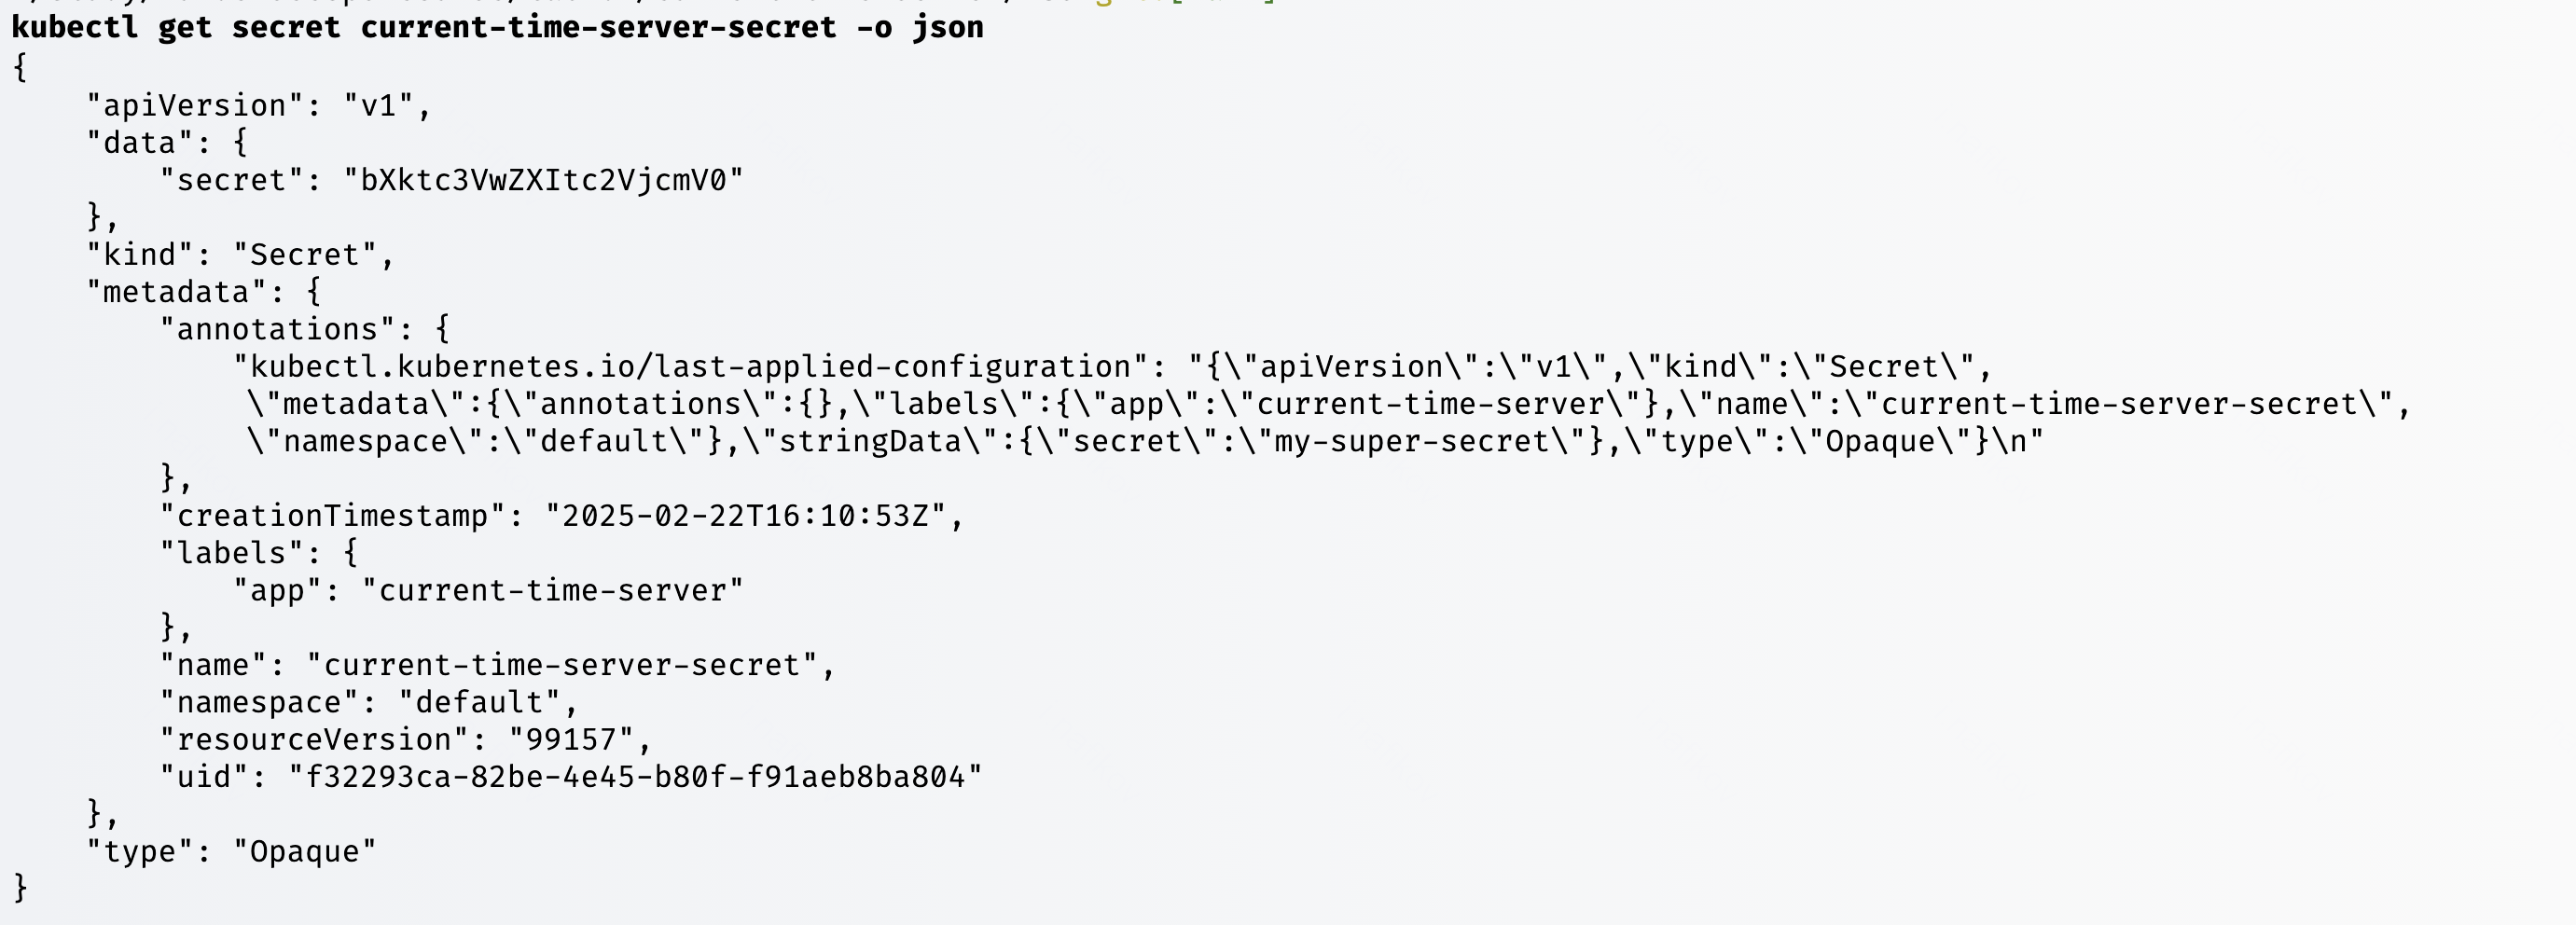 kubectl get secret current-time-server-secret -o json
{
    "apiVersion": "v1",
    "data": {
        "secret": "bXktc3VwZXItc2VjcmV0"
    },
    "kind": "Secret",
    "metadata": {
        "annotations": {
            "kubectl.kubernetes.io/last-applied-configuration": "{\"apiVersion\":\"v1\",\"kind\":\"Secret\",
            \"metadata\":{\"annotations\":{},\"labels\":{\"app\":\"current-time-server\"},\"name\":\"current-time-server-secret\",
            \"namespace\":\"default\"},\"stringData\":{\"secret\":\"my-super-secret\"},\"type\":\"Opaque\"}\n"
        },
        "creationTimestamp": "2025-02-22T16:10:53Z",
        "labels": {
            "app": "current-time-server"
        },
        "name": "current-time-server-secret",
        "namespace": "default",
        "resourceVersion": "99157",
        "uid": "f32293ca-82be-4e45-b80f-f91aeb8ba804"
    },
    "type": "Opaque"
}